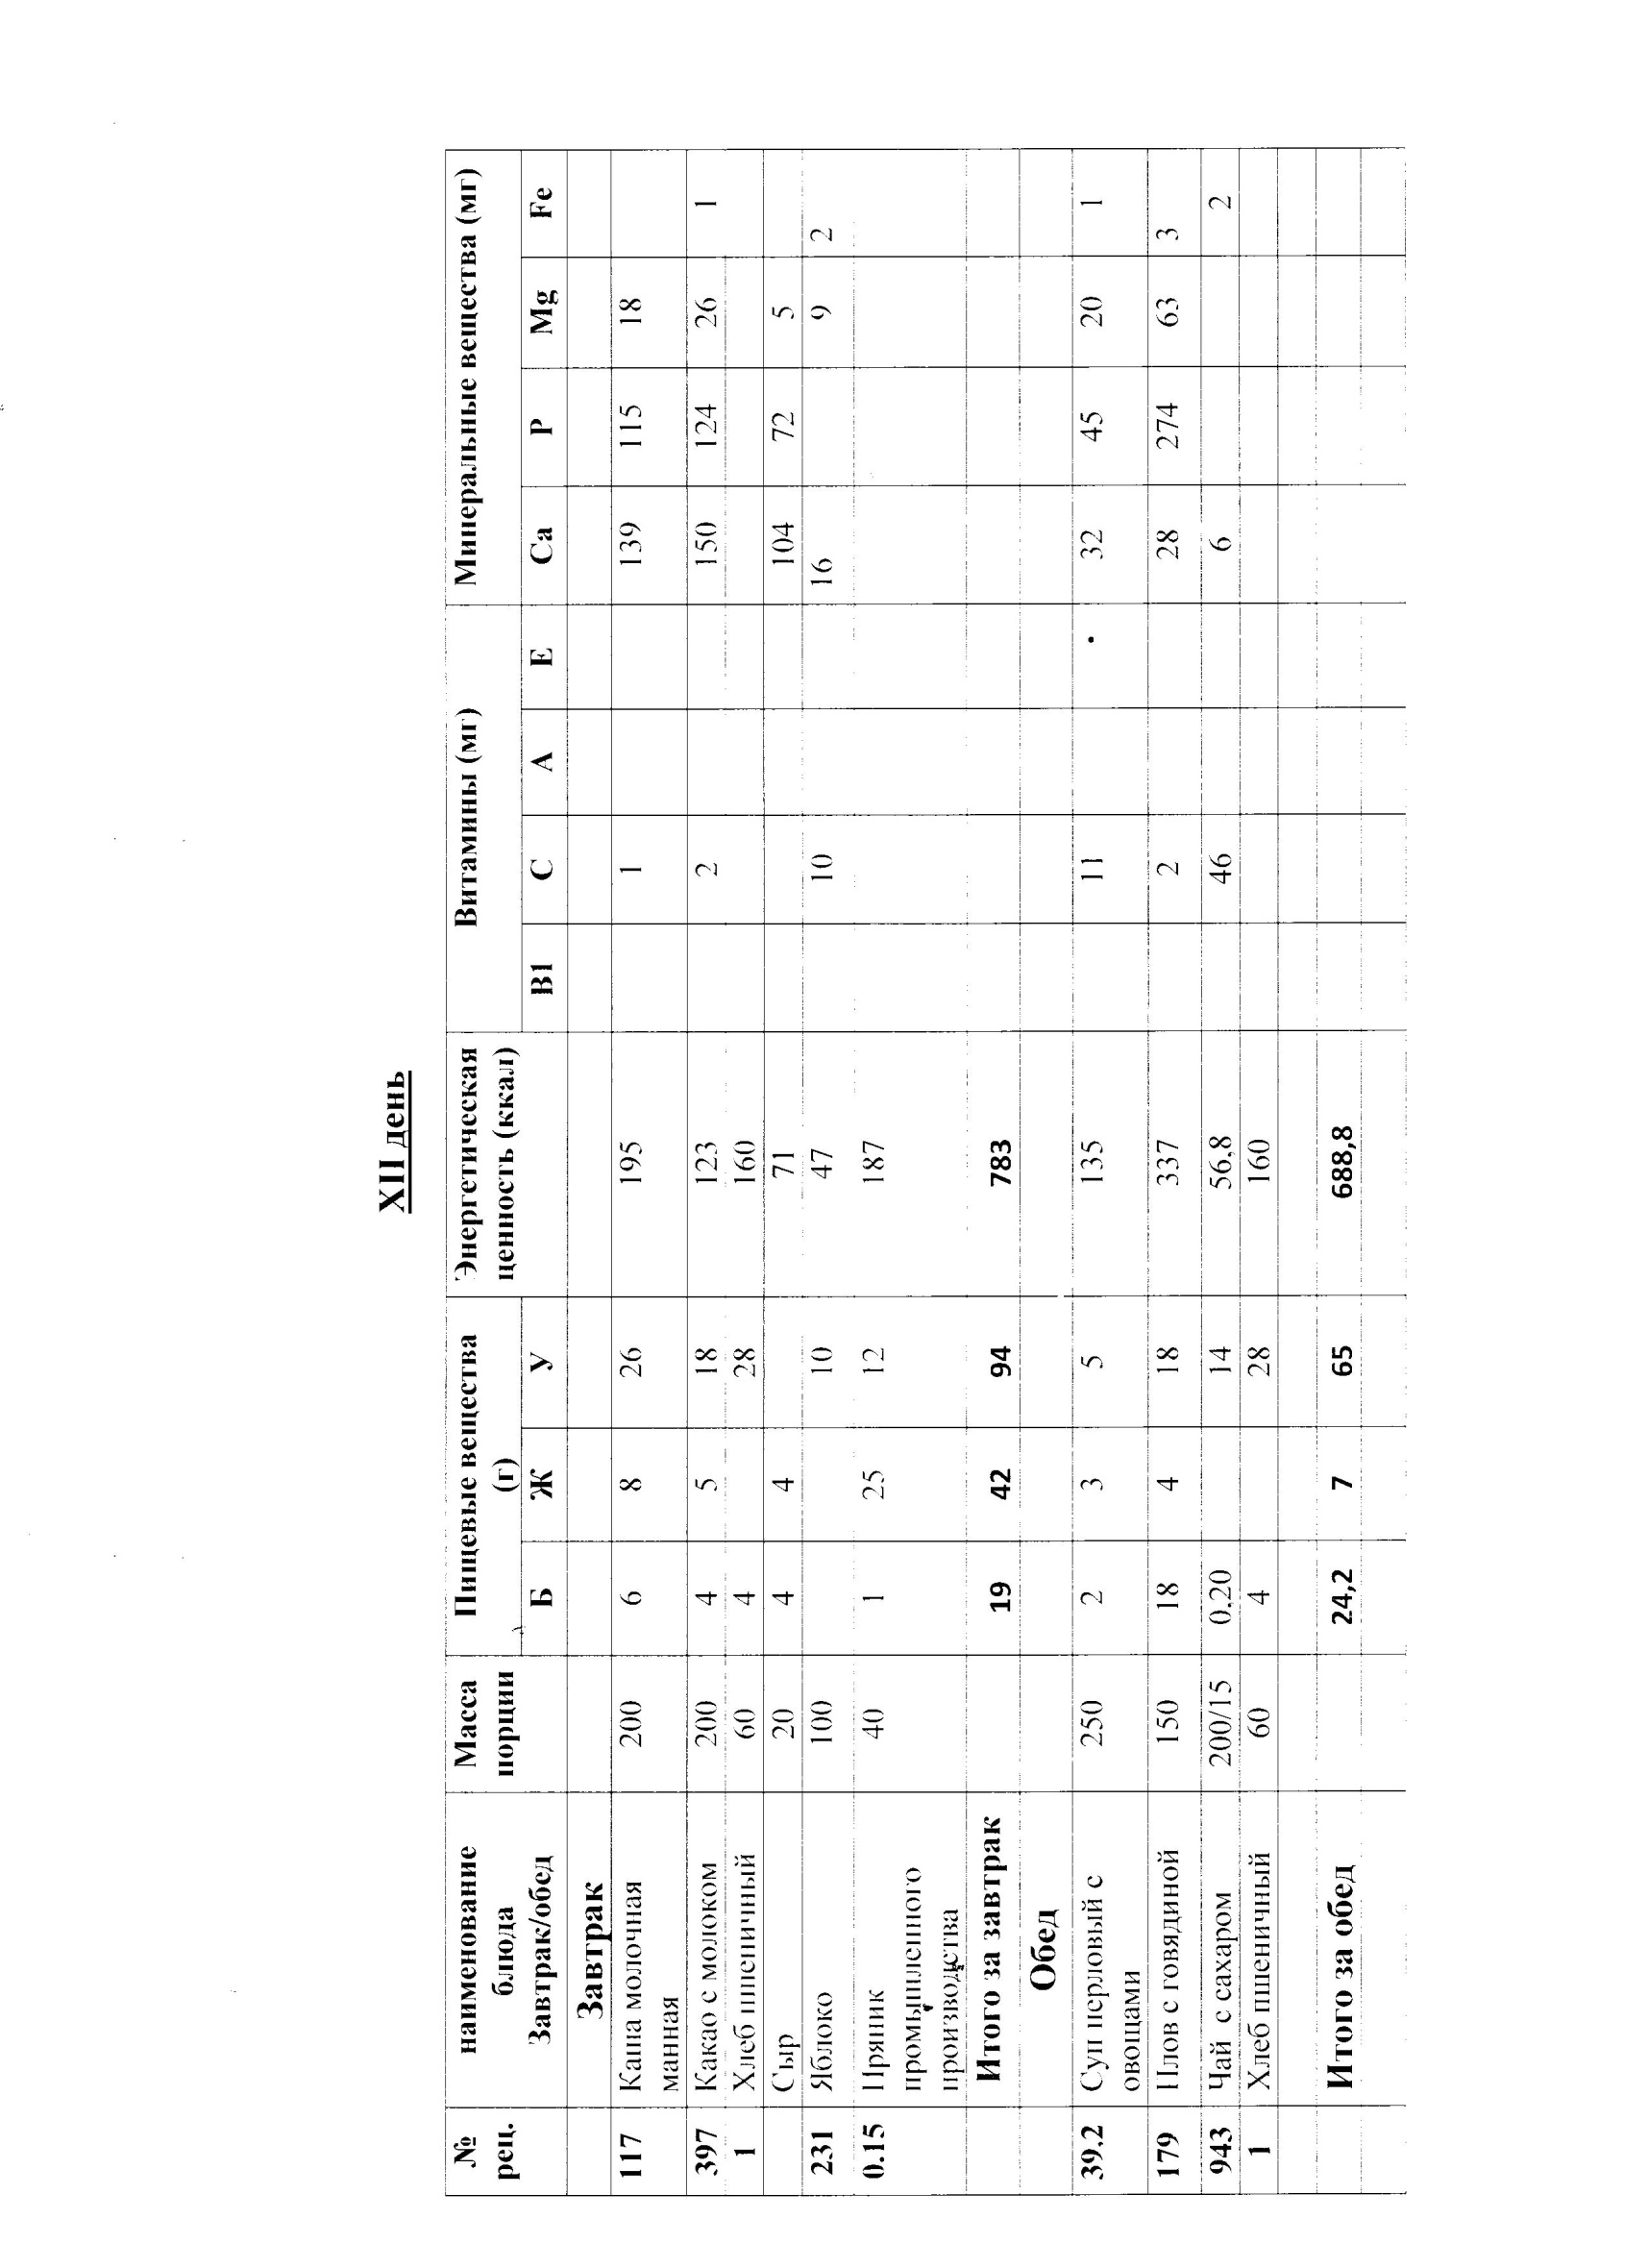 XII день
№ рец. наименование блюда Завтрак/обед Масса порции Пищевые вещества (г) Энергетическая ценность (ккал) Витамины (мг) Минеральные вещества (мг)
Б Ж У В1 С А Е Са Р Mg Fe
Завтрак
117 Каша молочная манная 200 6 8 26 195 1 139 115 18
397 Какао с молоком 200 4 5 18 123 2 150 124 26 1
1 Хлеб пшеничный 60 4 28 160
Сыр 20 4 4 71 104 72 5
231 Яблоко 100 10 47 10 16 9 2
0.15 Пряник промышленного производства 40 1 25 12 187
Итого за завтрак 19 42 94 783
Обед
39.2 Суп перловый с овощами 250 2 3 5 135 11 32 45 20 1
179 Плов с говядиной 150 18 4 18 337 2 28 274 63 3
943 Чай с сахаром 200/15 0,20 14 56,8 46 6 2
1 Хлеб пшеничный 60 4 28 160
Итого за обед 24,2 7 65 688,8